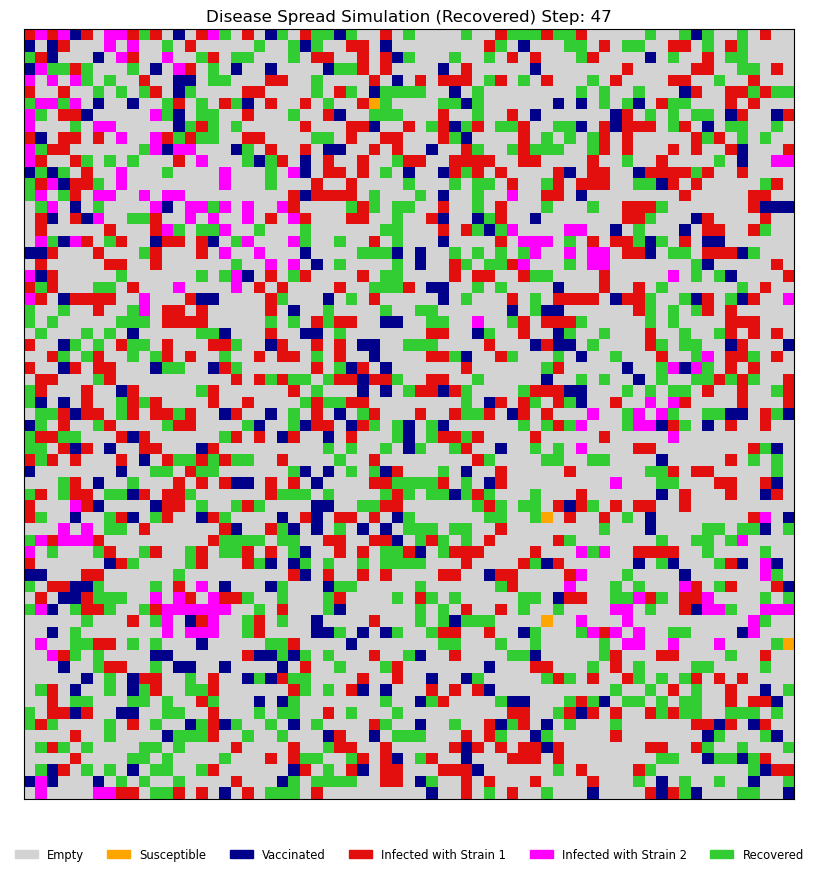 Disease Spread Simulation (Recovered) Step: 47
Empty Susceptible Vaccinated Infected with Strain 1 Infected with Strain 2 Recovered